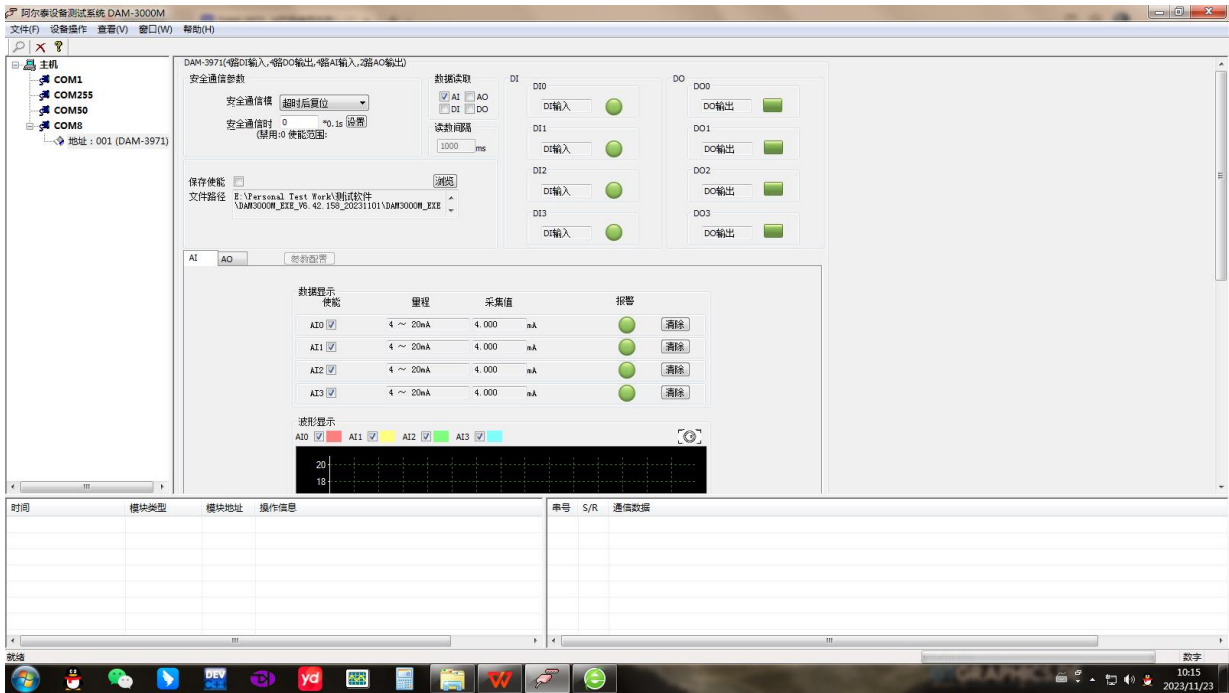 阿尔泰设备测试系统 DAM-3000M
文件(F) 设备操作 查看(V) 窗口(W) 帮助(H)
主机
COM1
COM255
COM50
COM8
地址：001 (DAM-3971)
DAM-3971(4路DI输入,4路DO输出,4路AI输入,2路AO输出)
安全通信参数
安全通信模 超时后复位
安全通信时 0 *0.1s 设置
(禁用:0 使能范围:
数据读取
AI AO
DI DO
读数间隔
1000 ms
保存使能 浏览
文件路径 E:\Personal Test Work\测试软件
\DAM3000M_EXE_V6.42.158_20231101\DAM3000M_EXE
DI
DI0
DI输入
DI1
DI输入
DI2
DI输入
DI3
DI输入
DO
DO0
DO输出
DO1
DO输出
DO2
DO输出
DO3
DO输出
AI AO 参数配置
数据显示
使能 量程 采集值 报警
AI0 4 ～ 20mA 4.000 mA 清除
AI1 4 ～ 20mA 4.000 mA 清除
AI2 4 ～ 20mA 4.000 mA 清除
AI3 4 ～ 20mA 4.000 mA 清除
波形显示
AI0 AI1 AI2 AI3
20
18
时间 模块类型 模块地址 操作信息
串号 S/R 通信数据
就绪 数字
DEV
yd
10:15
2023/11/23